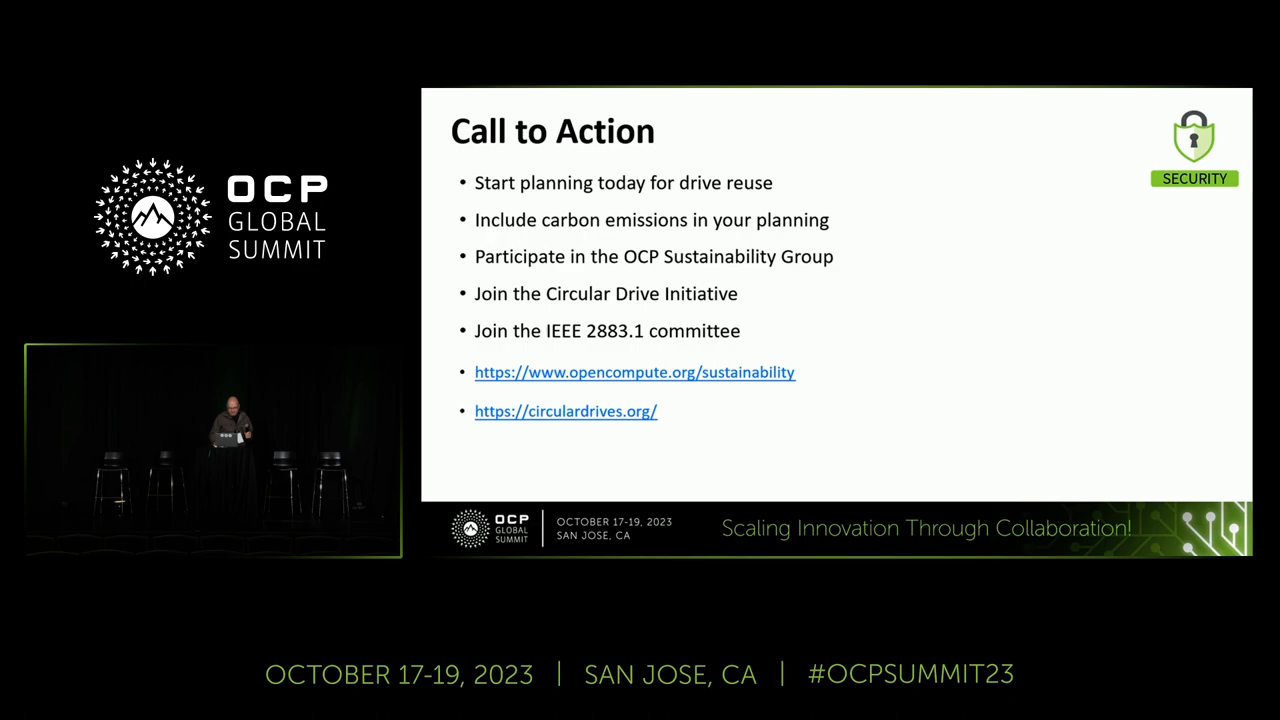 OCP
GLOBAL
SUMMIT
Call to Action
SECURITY
• Start planning today for drive reuse
• Include carbon emissions in your planning
• Participate in the OCP Sustainability Group
• Join the Circular Drive Initiative
• Join the IEEE 2883.1 committee
• https://www.opencompute.org/sustainability
• https://circulardrives.org/
OCP
GLOBAL
SUMMIT
OCTOBER 17-19, 2023
SAN JOSE, CA
Scaling Innovation Through Collaboration!
OCTOBER 17-19, 2023 | SAN JOSE, CA | #OCPSUMMIT23